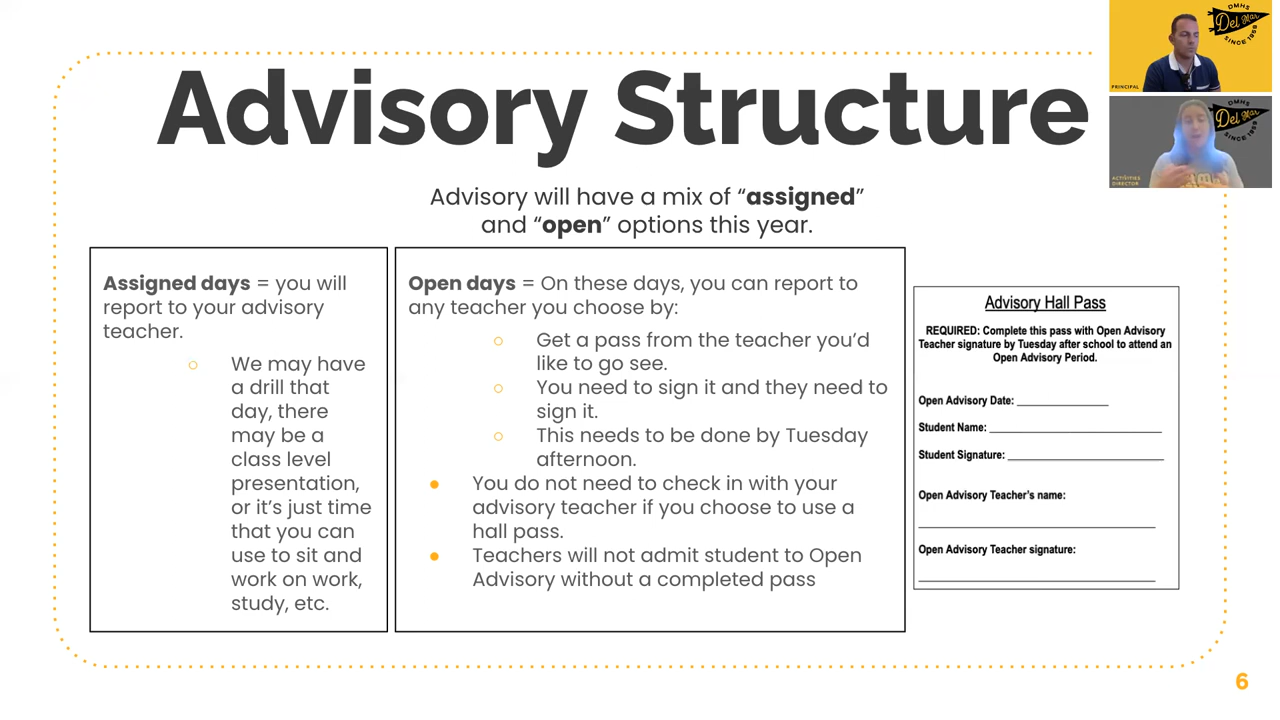 Advisory Structure
Advisory will have a mix of “assigned”
and “open” options this year.
Assigned days = you will
report to your advisory
teacher.
We may have
a drill that
day, there
may be a
class level
presentation,
or it’s just time
that you can
use to sit and
work on work,
study, etc.
Open days = On these days, you can report to
any teacher you choose by:
Get a pass from the teacher you’d
like to go see.
You need to sign it and they need to
sign it.
This needs to be done by Tuesday
afternoon.
You do not need to check in with your
advisory teacher if you choose to use a
hall pass.
Teachers will not admit student to Open
Advisory without a completed pass
Advisory Hall Pass
REQUIRED: Complete this pass with Open Advisory
Teacher signature by Tuesday after school to attend an
Open Advisory Period.
Open Advisory Date:
Student Name:
Student Signature:
Open Advisory Teacher's name:
Open Advisory Teacher signature:
DMHS
Del Mar
SINCE 1959
PRINCIPAL
DMHS
Del Mar
SINCE 1959
ACTIVITIES
DIRECTOR
6